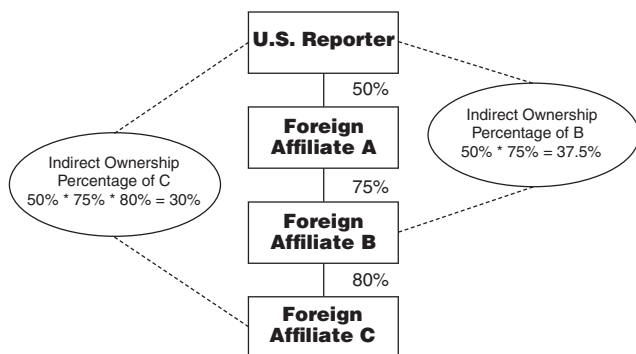 U.S. Reporter
50%
Foreign
Affiliate A
Indirect Ownership
Percentage of B
50% * 75% = 37.5%
Indirect Ownership
Percentage of C
50% * 75% * 80% = 30%
75%
Foreign
Affiliate B
80%
Foreign
Affiliate C